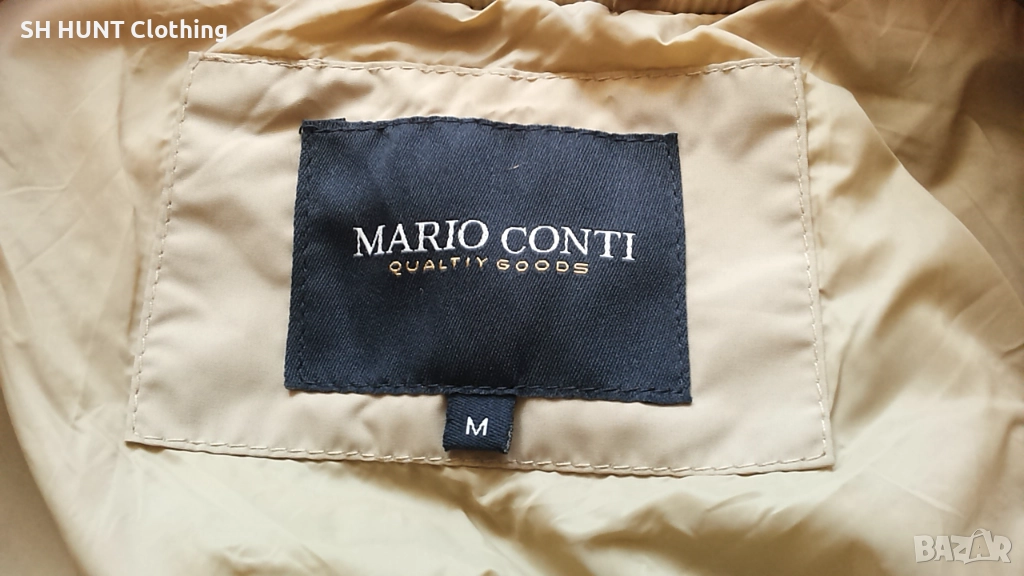 SH HUNT Clothing
MARIO CONTI
QUALTIY GOODS
M
BAZAR